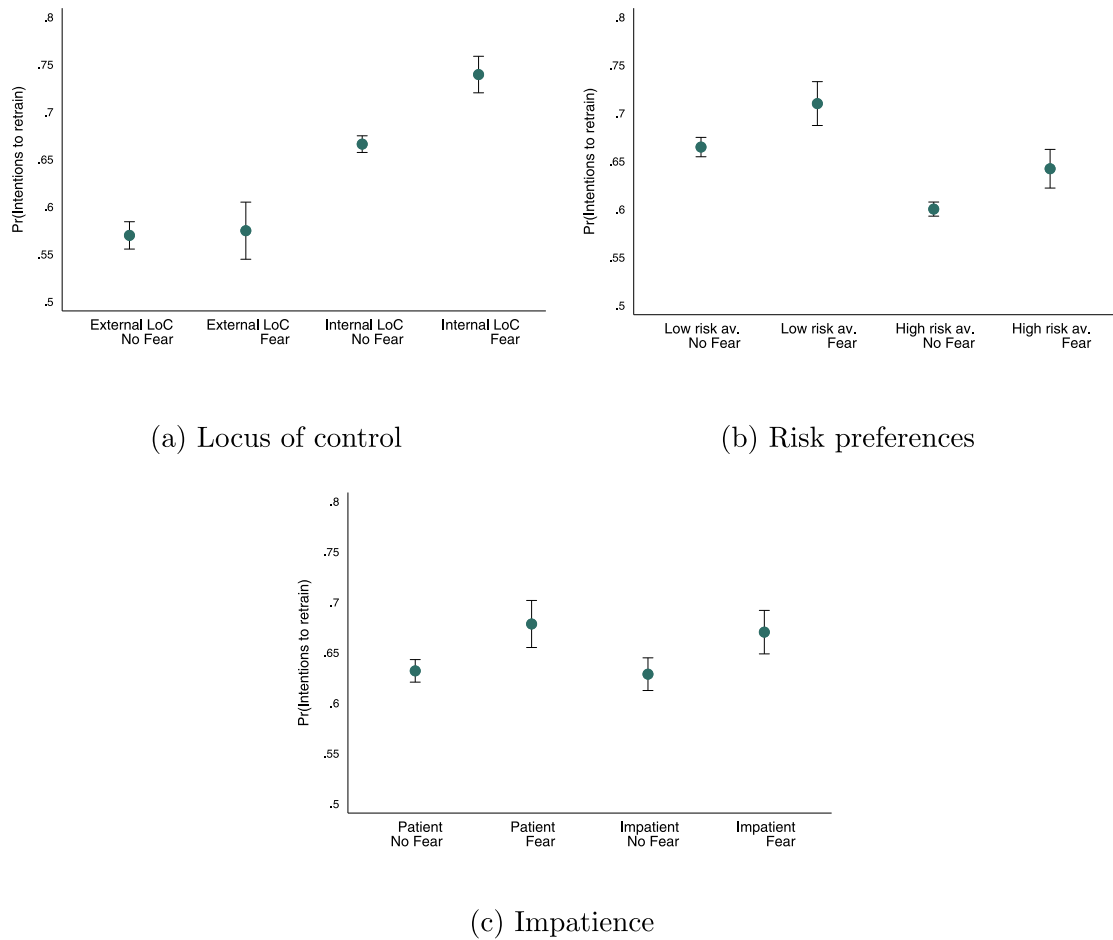 .8
.75
.7
.65
.6
.55
.5
Pr(Intentions to retrain)
External LoC
No Fear
External LoC
Fear
Internal LoC
No Fear
Internal LoC
Fear
(a) Locus of control
.8
.75
.7
.65
.6
.55
.5
Pr(Intentions to retrain)
Low risk av.
No Fear
Low risk av.
Fear
High risk av.
No Fear
High risk av.
Fear
(b) Risk preferences
.8
.75
.7
.65
.6
.55
.5
Pr(Intentions to retrain)
Patient
No Fear
Patient
Fear
Impatient
No Fear
Impatient
Fear
(c) Impatience